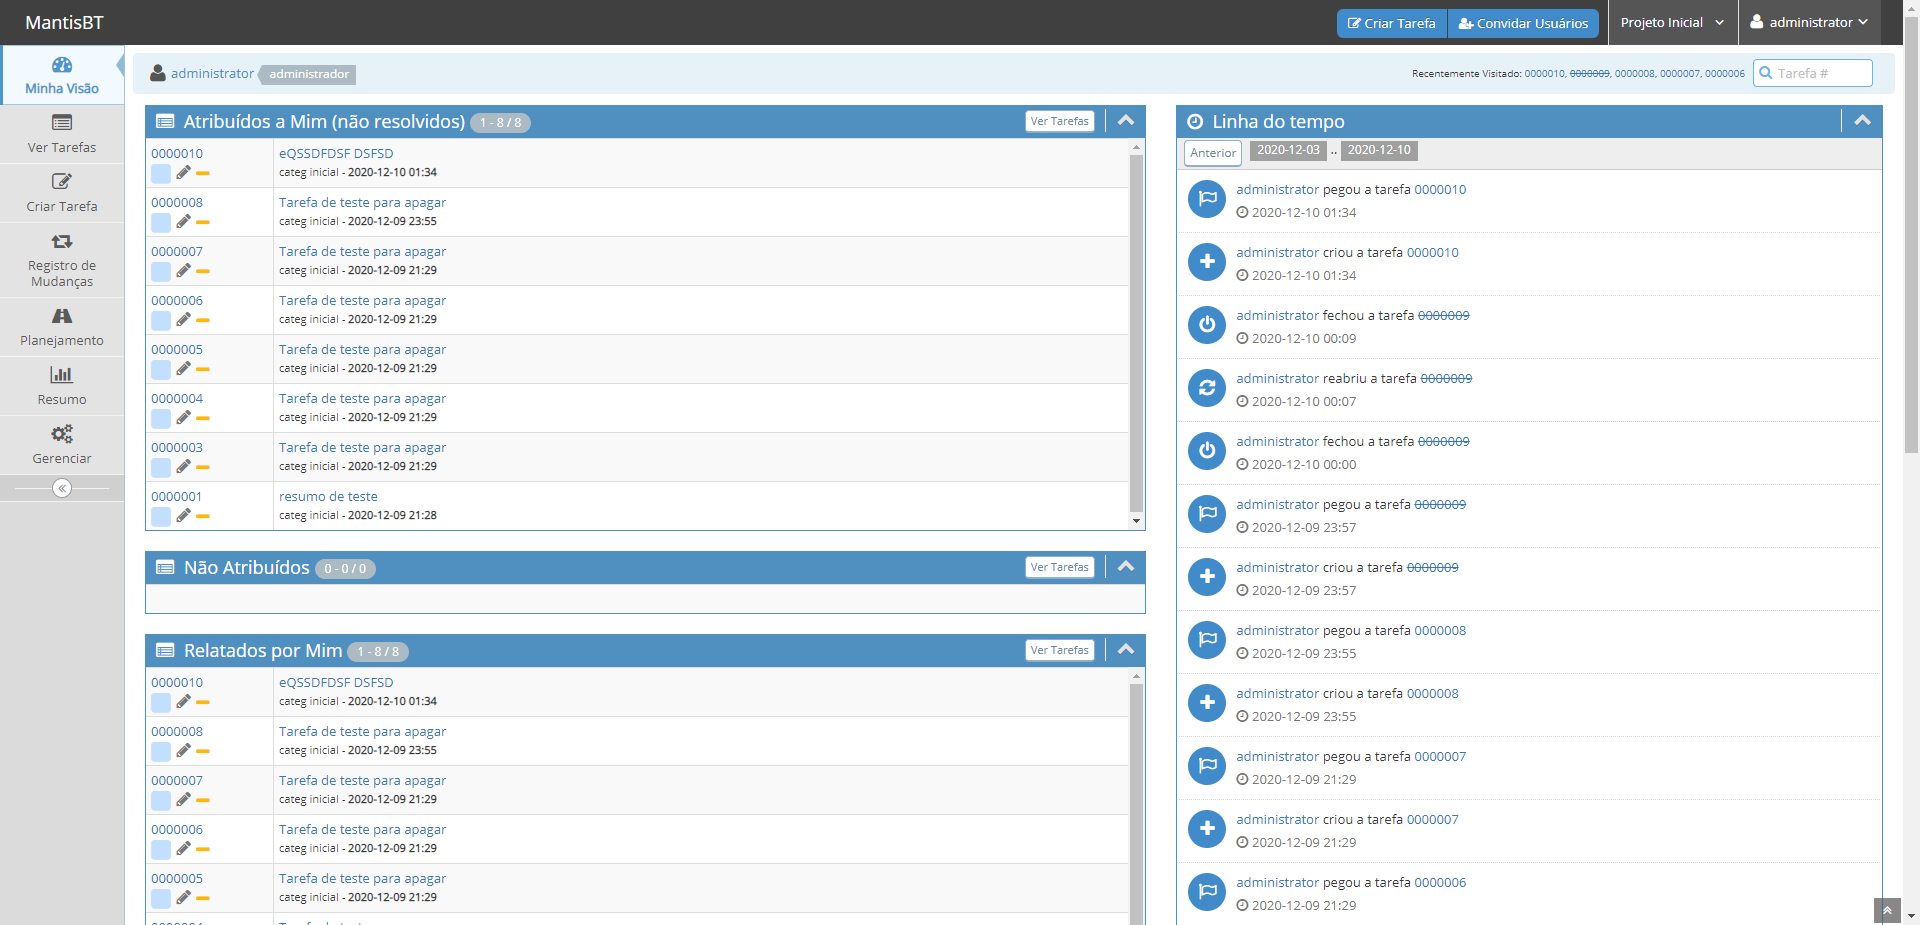 MantisBT
Criar Tarefa
Convidar Usuários
Projeto Inicial
administrator
Minha Visão
Ver Tarefas
Criar Tarefa
Registro de
Mudanças
Planejamento
Resumo
Gerenciar
administrator administrador
Recentemente Visitado: 0000010, 0000009, 0000008, 0000007, 0000006
Tarefa #
Atribuídos a Mim (não resolvidos) 1 - 8 / 8
Ver Tarefas
0000010 eQSSDFDSF DSFSD
categ inicial - 2020-12-10 01:34
0000008 Tarefa de teste para apagar
categ inicial - 2020-12-09 23:55
0000007 Tarefa de teste para apagar
categ inicial - 2020-12-09 21:29
0000006 Tarefa de teste para apagar
categ inicial - 2020-12-09 21:29
0000005 Tarefa de teste para apagar
categ inicial - 2020-12-09 21:29
0000004 Tarefa de teste para apagar
categ inicial - 2020-12-09 21:29
0000003 Tarefa de teste para apagar
categ inicial - 2020-12-09 21:29
0000001 resumo de teste
categ inicial - 2020-12-09 21:28
Não Atribuídos 0 - 0 / 0
Ver Tarefas
Relatados por Mim 1 - 8 / 8
Ver Tarefas
0000010 eQSSDFDSF DSFSD
categ inicial - 2020-12-10 01:34
0000008 Tarefa de teste para apagar
categ inicial - 2020-12-09 23:55
0000007 Tarefa de teste para apagar
categ inicial - 2020-12-09 21:29
0000006 Tarefa de teste para apagar
categ inicial - 2020-12-09 21:29
0000005 Tarefa de teste para apagar
categ inicial - 2020-12-09 21:29
Linha do tempo
Anterior 2020-12-03 .. 2020-12-10
administrator pegou a tarefa 0000010
2020-12-10 01:34
administrator criou a tarefa 0000010
2020-12-10 01:34
administrator fechou a tarefa 0000009
2020-12-10 00:09
administrator reabriu a tarefa 0000009
2020-12-10 00:07
administrator fechou a tarefa 0000009
2020-12-10 00:00
administrator pegou a tarefa 0000009
2020-12-09 23:57
administrator criou a tarefa 0000009
2020-12-09 23:57
administrator pegou a tarefa 0000008
2020-12-09 23:55
administrator criou a tarefa 0000008
2020-12-09 23:55
administrator pegou a tarefa 0000007
2020-12-09 21:29
administrator criou a tarefa 0000007
2020-12-09 21:29
administrator pegou a tarefa 0000006
2020-12-09 21:29